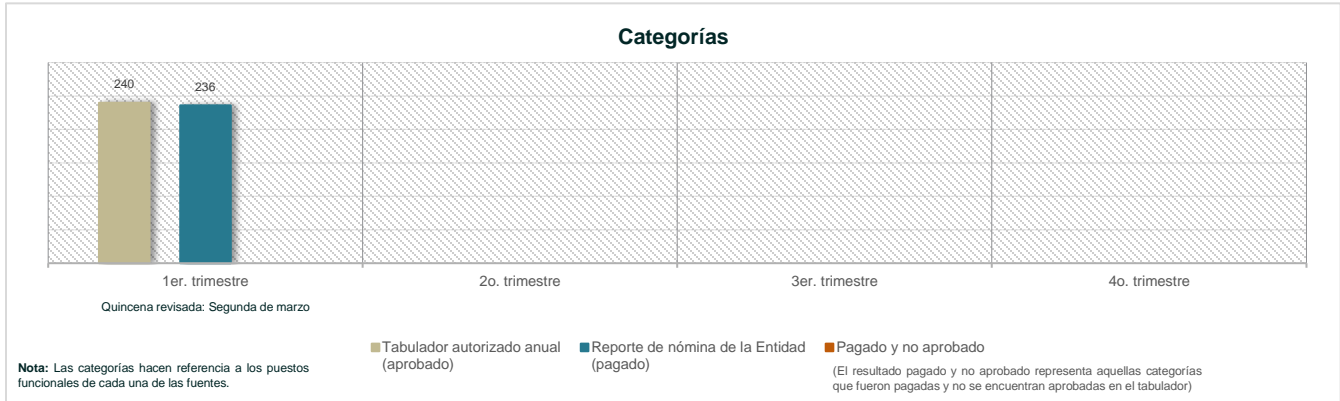 Categorías
240
236
1er. trimestre
2o. trimestre
3er. trimestre
4o. trimestre
Quincena revisada: Segunda de marzo
Tabulador autorizado anual
(aprobado)
Reporte de nómina de la Entidad
(pagado)
Pagado y no aprobado
(El resultado pagado y no aprobado representa aquellas categorías
que fueron pagadas y no se encuentran aprobadas en el tabulador)
Nota: Las categorías hacen referencia a los puestos
funcionales de cada una de las fuentes.